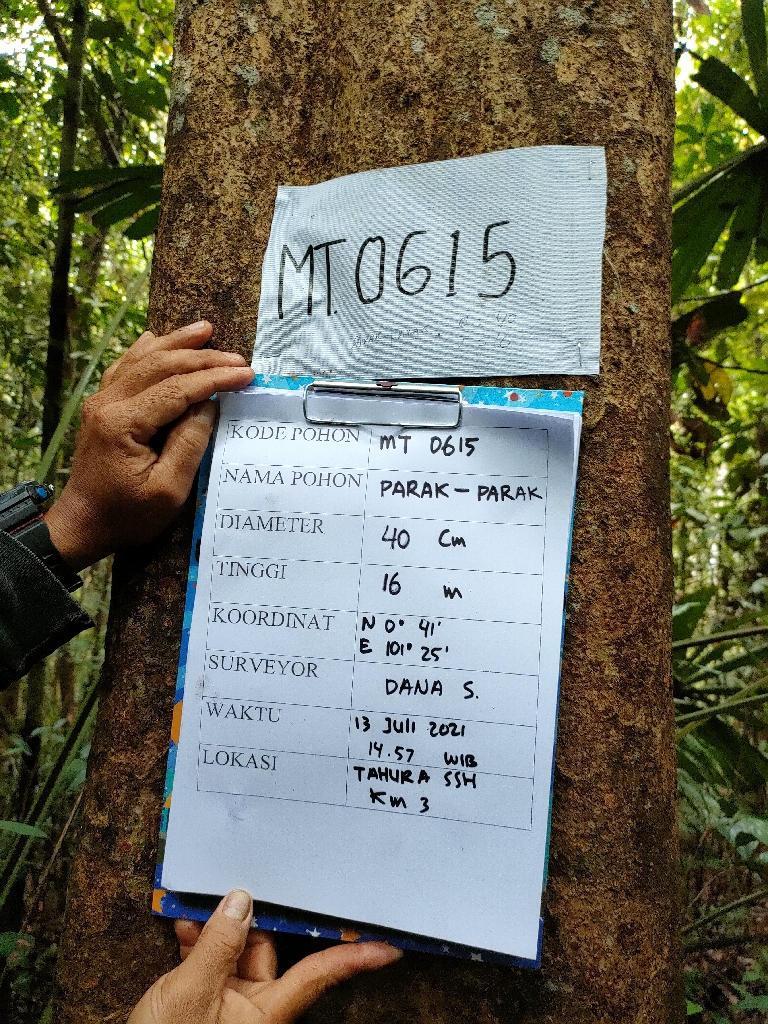 MT.0615
KODE POHON MT 0615
NAMA POHON PARAK - PARAK
DIAMETER 40 Cm
TINGGI 16 m
KOORDINAT N 0° 41'
E 101° 25'
SURVEYOR DANA S.
WAKTU 13 Juli 2021
14.57 WIB
LOKASI TAHURA SSH
Km 3